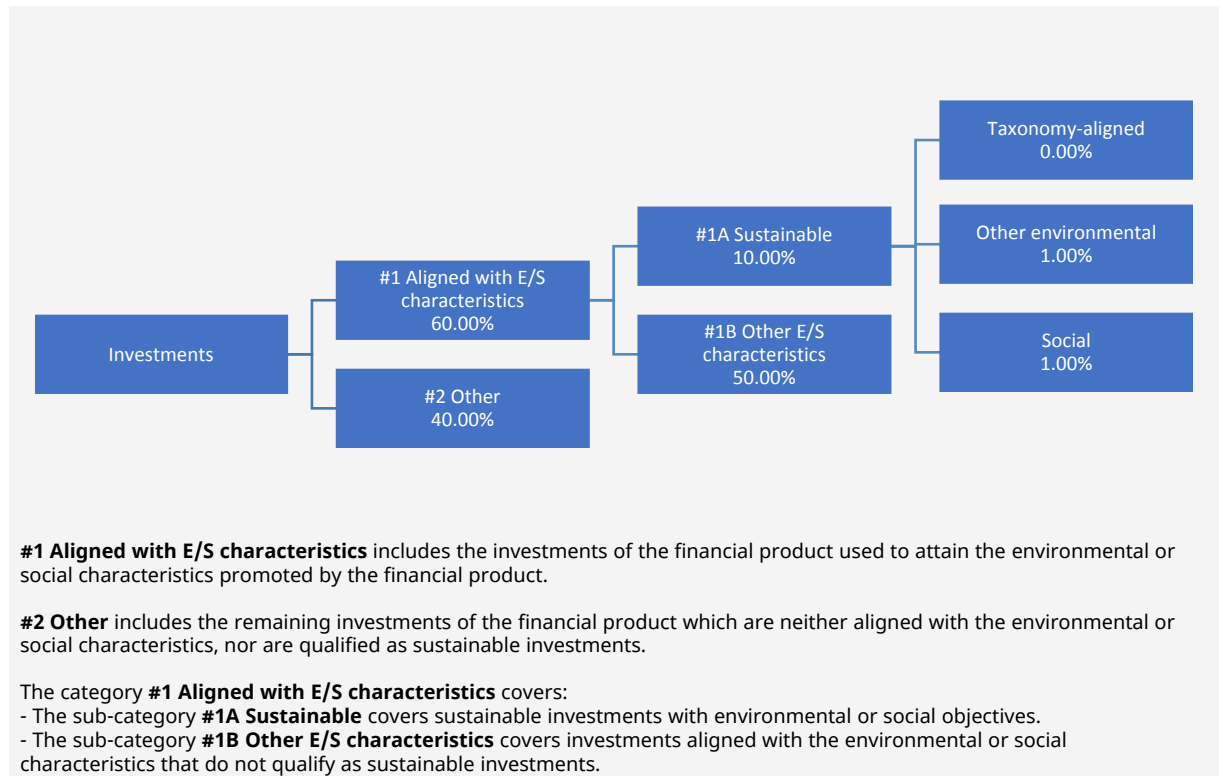 Investments
#1 Aligned with E/S
characteristics
60.00%
#2 Other
40.00%
#1A Sustainable
10.00%
#1B Other E/S
characteristics
50.00%
Taxonomy-aligned
0.00%
Other environmental
1.00%
Social
1.00%
#1 Aligned with E/S characteristics includes the investments of the financial product used to attain the environmental or
social characteristics promoted by the financial product.
#2 Other includes the remaining investments of the financial product which are neither aligned with the environmental or
social characteristics, nor are qualified as sustainable investments.
The category #1 Aligned with E/S characteristics covers:
- The sub-category #1A Sustainable covers sustainable investments with environmental or social objectives.
- The sub-category #1B Other E/S characteristics covers investments aligned with the environmental or social
characteristics that do not qualify as sustainable investments.